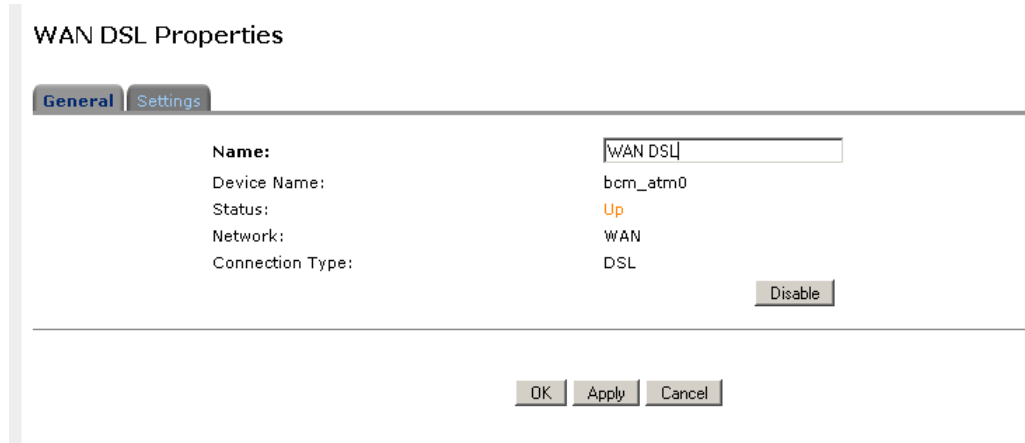 WAN DSL Properties
General Settings
Name: WAN DSL
Device Name: bcm_atm0
Status: Up
Network: WAN
Connection Type: DSL
Disable
OK Apply Cancel